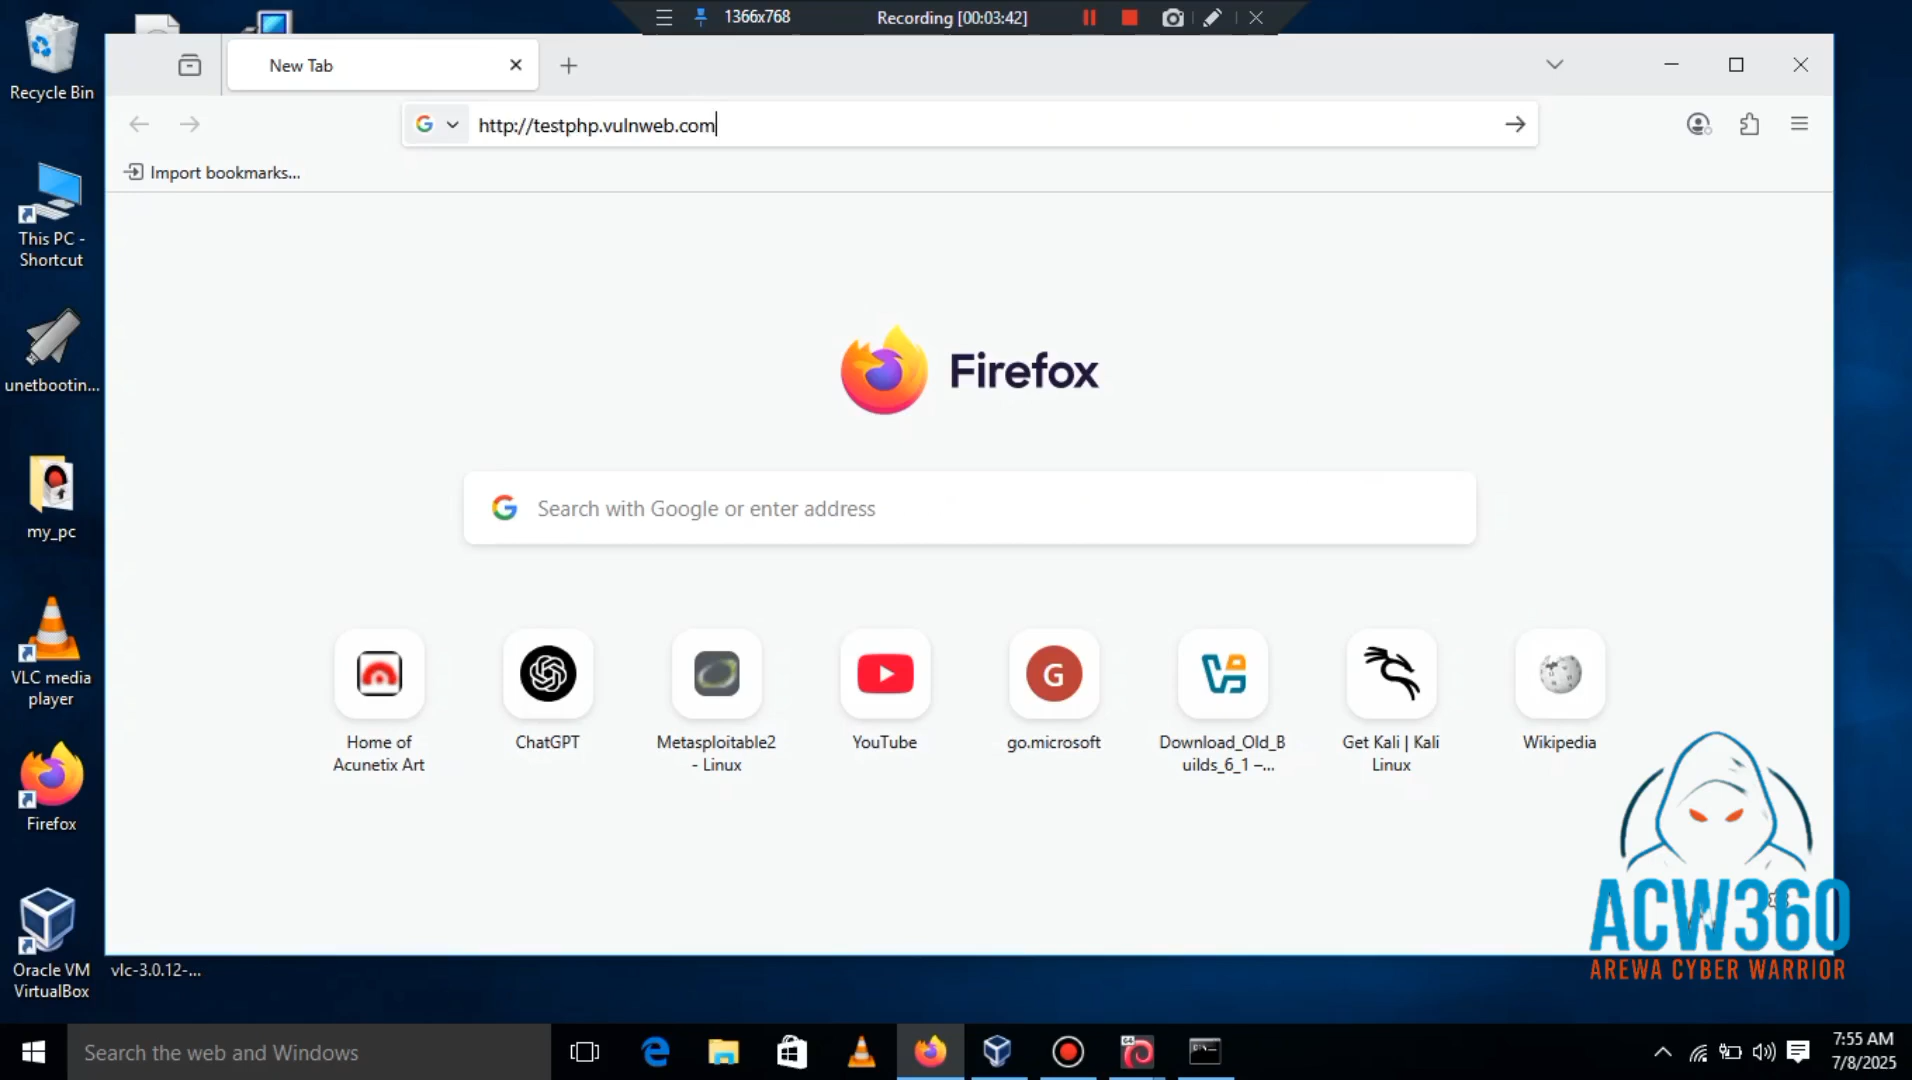 1366x768
Recording [00:03:42]
Recycle Bin
New Tab
http://testphp.vulnweb.com
Import bookmarks...
This PC -
Shortcut
unetbootin...
my_pc
VLC media
player
Firefox
Oracle VM
VirtualBox
vlc-3.0.12-...
Firefox
Search with Google or enter address
Home of
Acunetix Art
ChatGPT
Metasploitable2
- Linux
YouTube
G
go.microsoft
Download_Old_B
uilds_6_1 –...
Get Kali | Kali
Linux
Wikipedia
ACW360
AREWA CYBER WARRIOR
Search the web and Windows
64
7:55 AM
7/8/2025